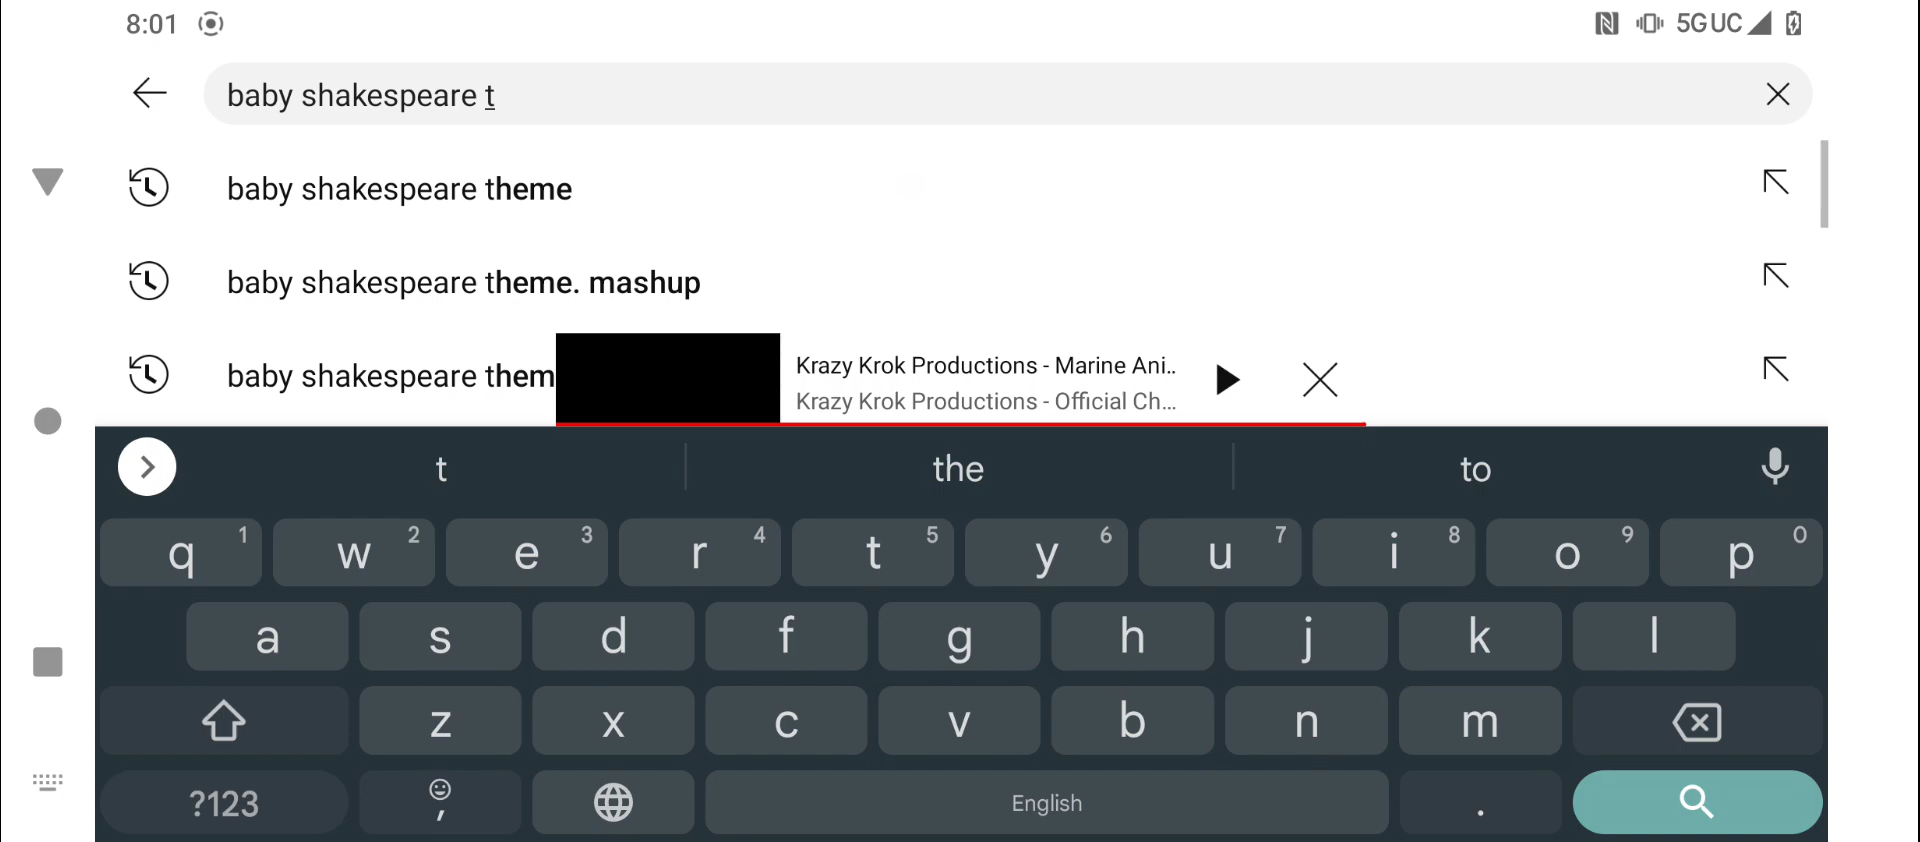 8:01 5G UC
baby shakespeare t
baby shakespeare theme
baby shakespeare theme. mashup
baby shakespeare them
Krazy Krok Productions - Marine Ani..
Krazy Krok Productions - Official Ch...
t the to
q 1 w 2 e 3 r 4 t 5 y 6 u 7 i 8 o 9 p 0
a s d f g h j k l
z x c v b n m
?123 , English .